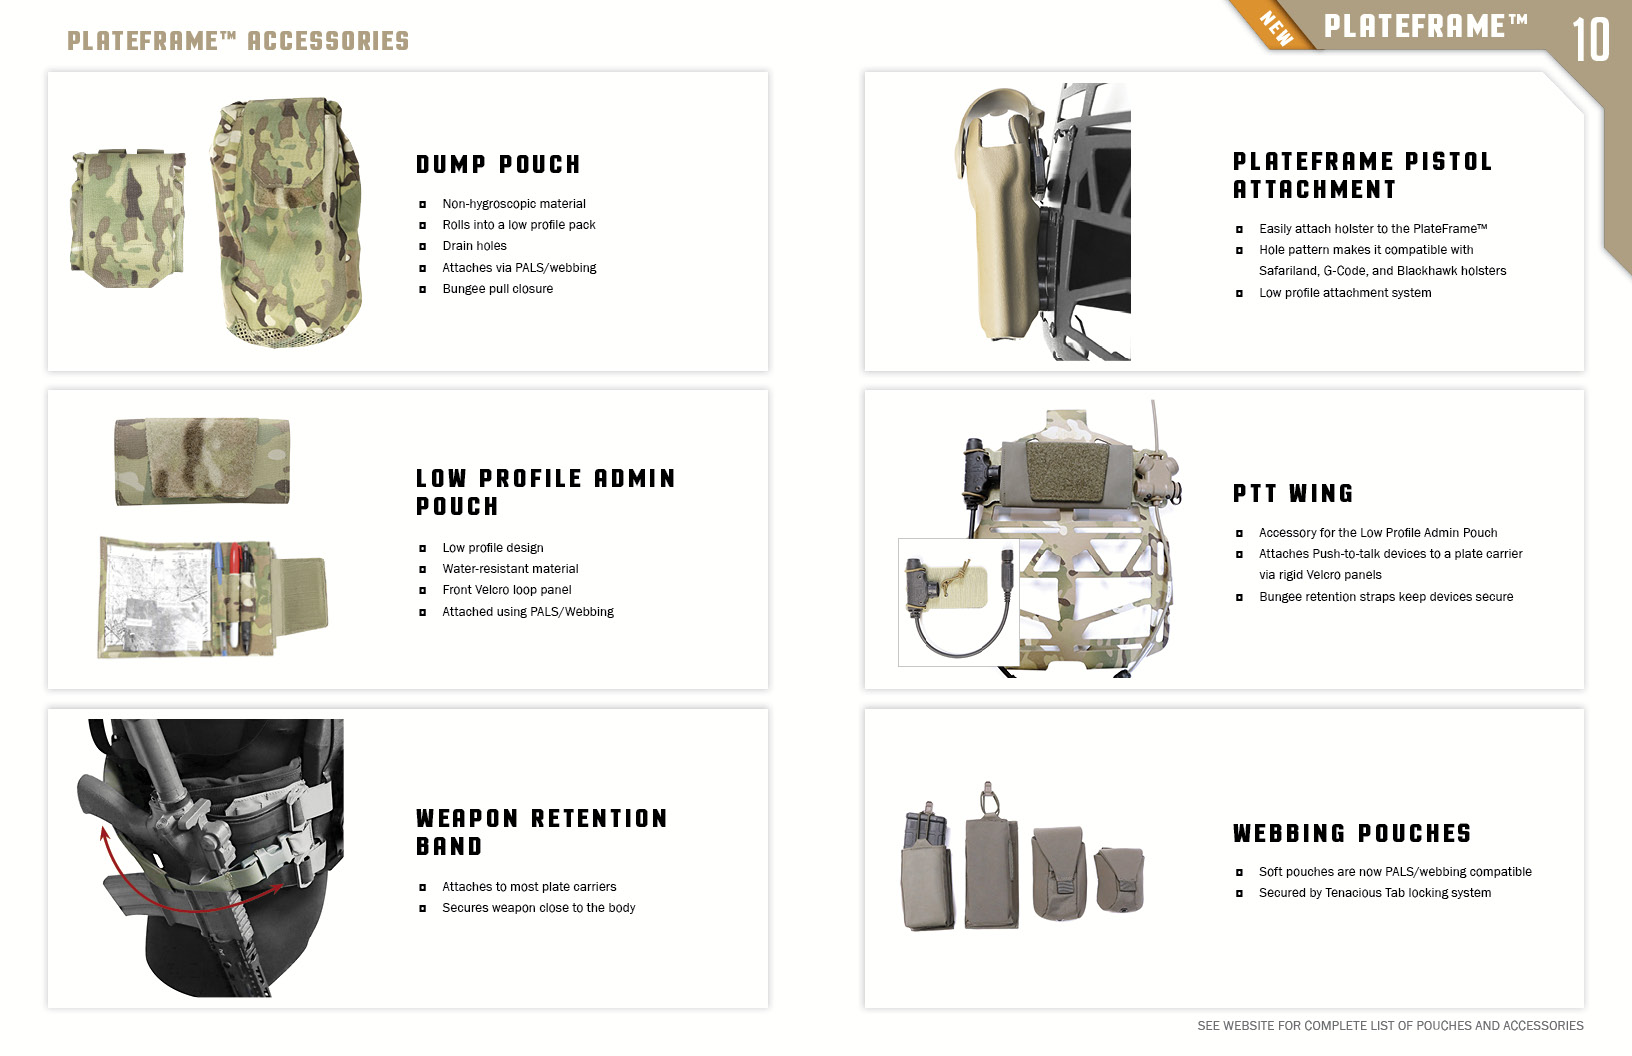 PLATEFRAME™ ACCESSORIES
NEW
PLATEFRAME™
10
DUMP POUCH
Non-hygroscopic material
Rolls into a low profile pack
Drain holes
Attaches via PALS/webbing
Bungee pull closure
PLATEFRAME PISTOL
ATTACHMENT
Easily attach holster to the PlateFrame™
Hole pattern makes it compatible with
Safariland, G-Code, and Blackhawk holsters
Low profile attachment system
LOW PROFILE ADMIN
POUCH
Low profile design
Water-resistant material
Front Velcro loop panel
Attached using PALS/Webbing
PTT WING
Accessory for the Low Profile Admin Pouch
Attaches Push-to-talk devices to a plate carrier
via rigid Velcro panels
Bungee retention straps keep devices secure
WEAPON RETENTION
BAND
Attaches to most plate carriers
Secures weapon close to the body
WEBBING POUCHES
Soft pouches are now PALS/webbing compatible
Secured by Tenacious Tab locking system
SEE WEBSITE FOR COMPLETE LIST OF POUCHES AND ACCESSORIES